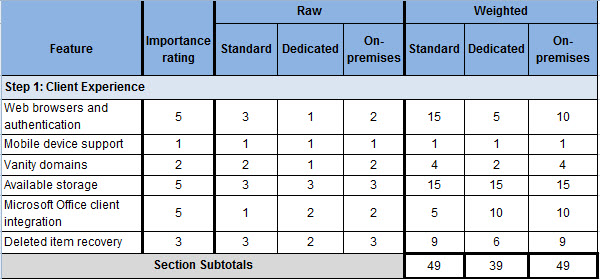 Feature Importance rating Raw Weighted
Standard Dedicated On-premises Standard Dedicated On-premises
Step 1: Client Experience
Web browsers and authentication 5 3 1 2 15 5 10
Mobile device support 1 1 1 1 1 1 1
Vanity domains 2 2 1 2 4 2 4
Available storage 5 3 3 3 15 15 15
Microsoft Office client integration 5 1 2 2 5 10 10
Deleted item recovery 3 3 2 3 9 6 9
Section Subtotals 49 39 49